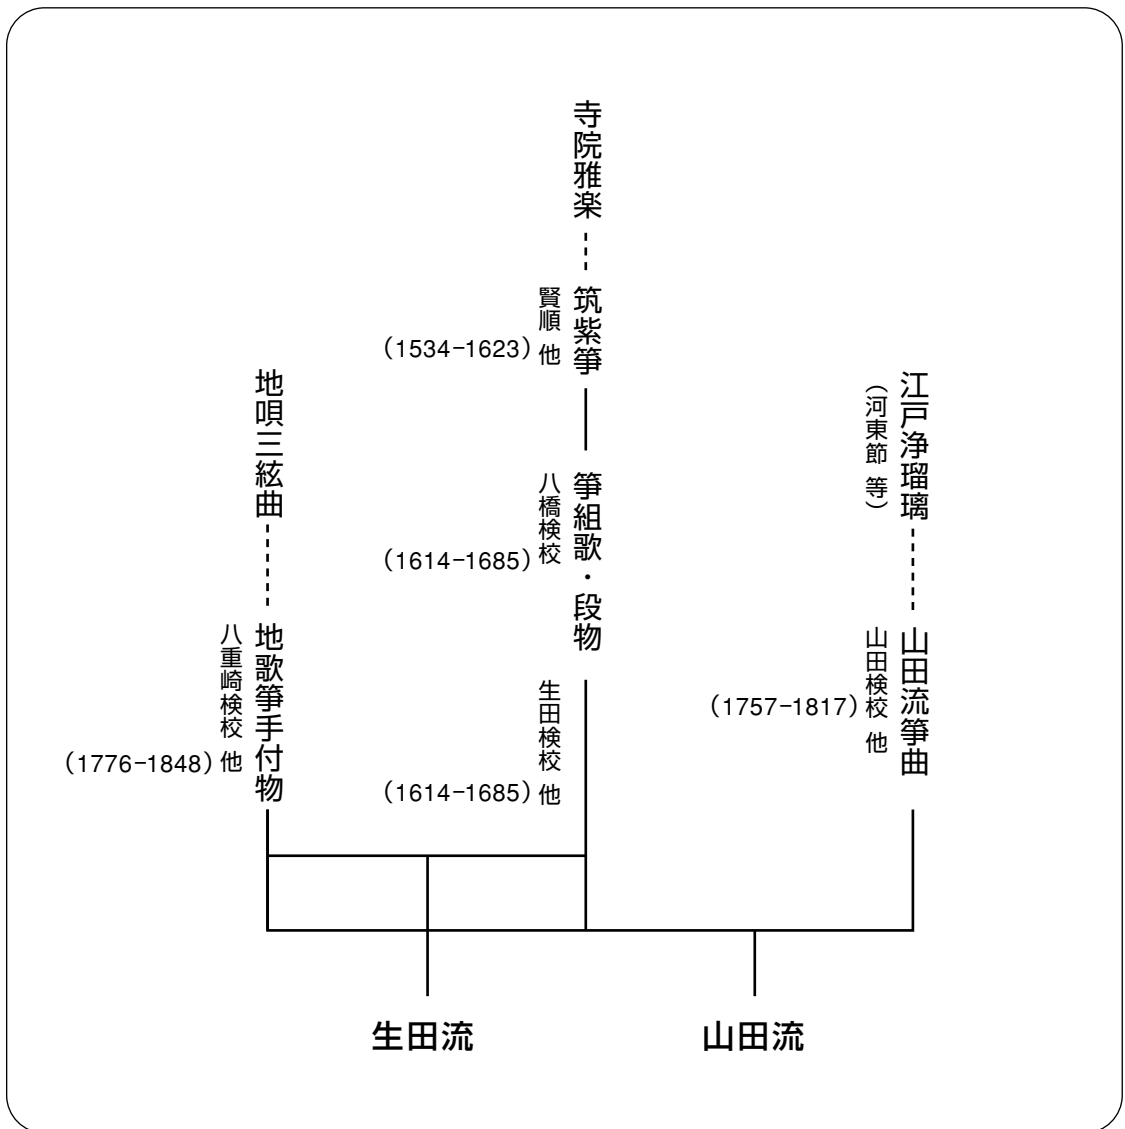 寺院雅楽
筑紫箏
賢順 他
(1534-1623)
箏組歌・段物
八橋検校
(1614-1685)
生田検校 他
(1614-1685)
江戸浄瑠璃
(河東節 等)
山田流箏曲
山田検校 他
(1757-1817)
地唄三絃曲
地歌箏手付物
八重崎検校 他
(1776-1848)
生田流
山田流